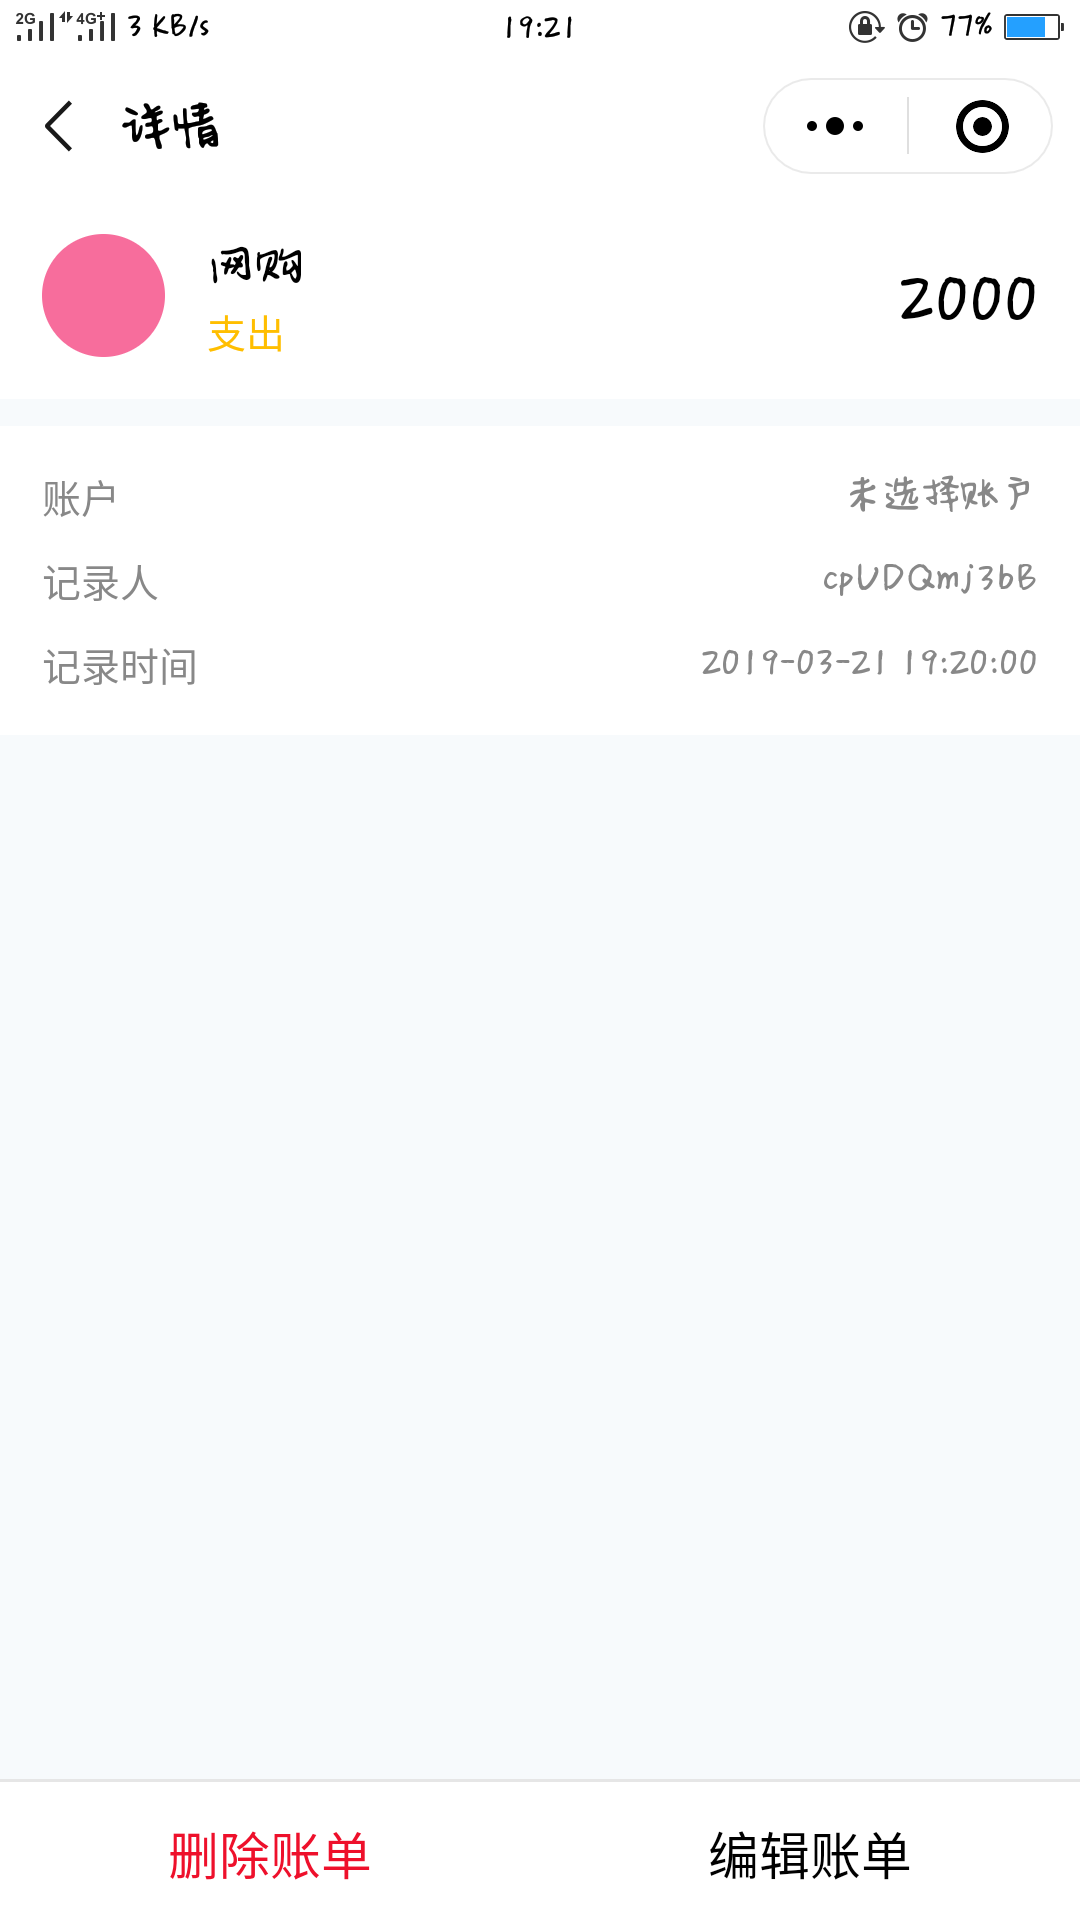 2G 4G+ 3 KB/s 19:21 77%
详情
网购
支出
2000
账户 未选择账户
记录人 cpUDQmj3bB
记录时间 2019-03-21 19:20:00
删除账单 编辑账单